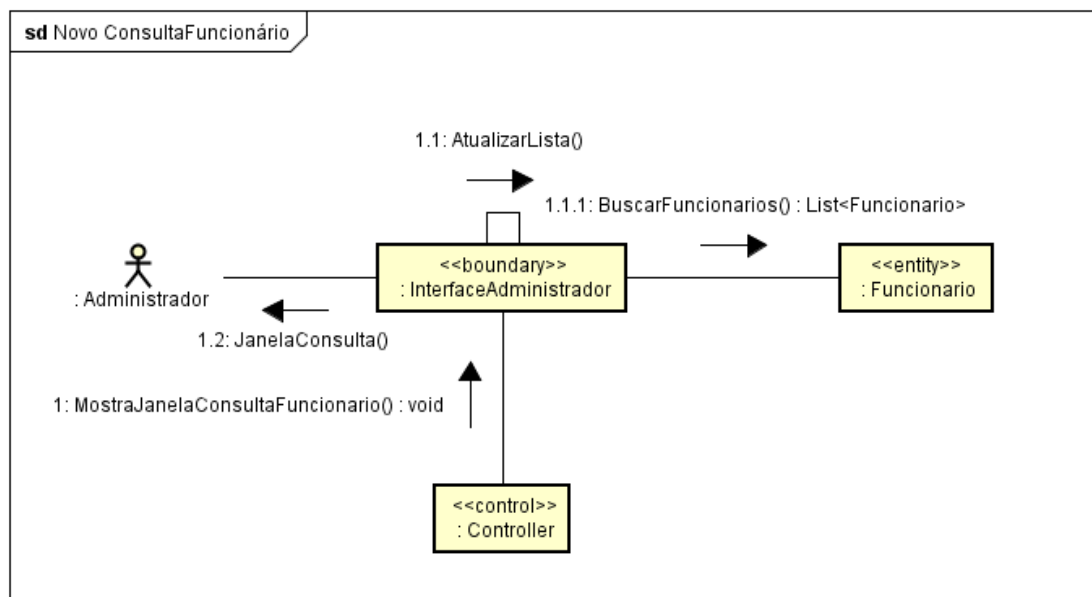 sd Novo ConsultaFuncionário
1.1: AtualizarLista()
1.1.1: BuscarFuncionarios() : List<Funcionario>
<<boundary>>
: InterfaceAdministrador
<<entity>>
: Funcionario
: Administrador
1.2: JanelaConsulta()
1: MostraJanelaConsultaFuncionario() : void
<<control>>
: Controller